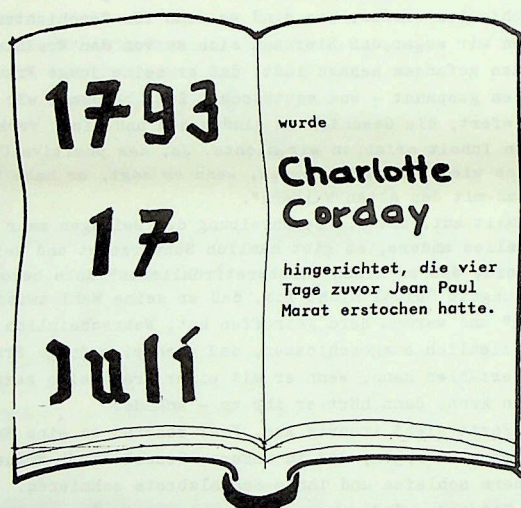 1793
17
Juli
wurde
Charlotte
Corday
hingerichtet, die vier
Tage zuvor Jean Paul
Marat erstochen hatte.